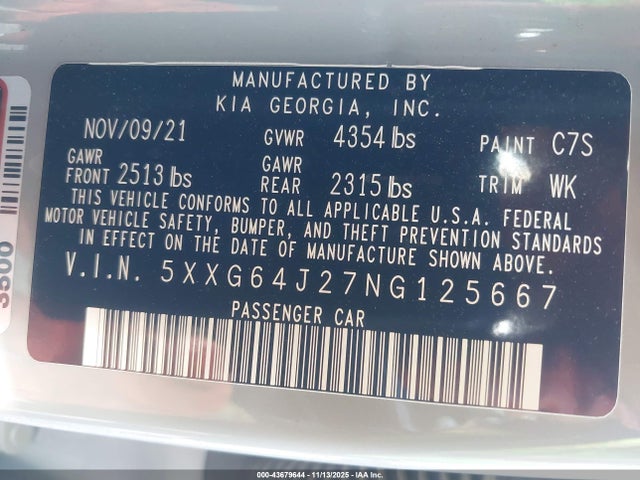 MANUFACTURED BY
KIA GEORGIA, INC.
NOV/09/21 GVWR 4354 lbs PAINT C7S
GAWR FRONT 2513 lbs GAWR REAR 2315 lbs TRIM WK
THIS VEHICLE CONFORMS TO ALL APPLICABLE U.S.A. FEDERAL
MOTOR VEHICLE SAFETY, BUMPER, AND THEFT PREVENTION STANDARDS
IN EFFECT ON THE DATE OF MANUFACTURE SHOWN ABOVE.
V.I.N. 5XXG64J27NG125667
PASSENGER CAR
000-43679644 - 11/13/2025 - IAA Inc.